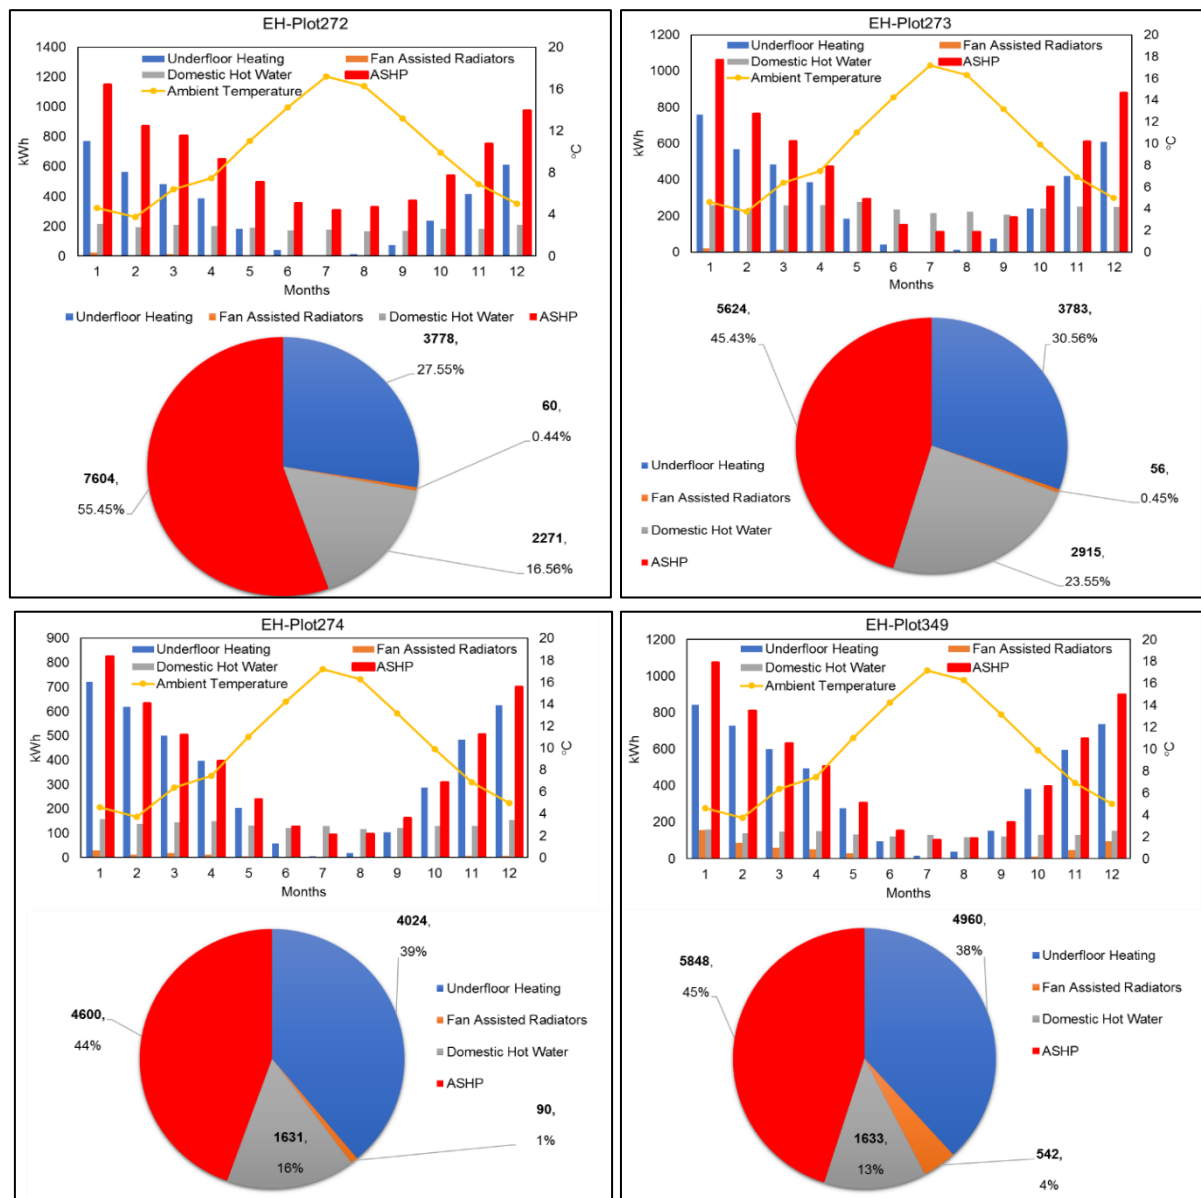 EH-Plot272
1400
1200
1000
800
600
400
200
0
kWh
20
16
12
8
4
0
°C
Underfloor Heating
Fan Assisted Radiators
Domestic Hot Water
ASHP
Ambient Temperature
1 2 3 4 5 6 7 8 9 10 11 12
Months
Underfloor Heating Fan Assisted Radiators Domestic Hot Water ASHP
3778,
27.55%
60,
0.44%
7604,
55.45%
2271,
16.56%
EH-Plot273
1200
1000
800
600
400
200
0
kWh
20
18
16
14
12
10
8
6
4
2
0
°C
Underfloor Heating
Fan Assisted Radiators
Domestic Hot Water
ASHP
Ambient Temperature
1 2 3 4 5 6 7 8 9 10 11 12
Months
5624,
45.43%
3783,
30.56%
Underfloor Heating
Fan Assisted Radiators
Domestic Hot Water
ASHP
56,
0.45%
2915,
23.55%
EH-Plot274
900
800
700
600
500
400
300
200
100
0
kWh
20
18
16
14
12
10
8
6
4
2
0
°C
Underfloor Heating
Fan Assisted Radiators
Domestic Hot Water
ASHP
Ambient Temperature
1 2 3 4 5 6 7 8 9 10 11 12
Months
4024,
39%
Underfloor Heating
Fan Assisted Radiators
Domestic Hot Water
ASHP
4600,
44%
90,
1%
1631,
16%
EH-Plot349
1200
1000
800
600
400
200
0
kWh
20
18
16
14
12
10
8
6
4
2
0
°C
Underfloor Heating
Fan Assisted Radiators
Domestic Hot Water
ASHP
Ambient Temperature
1 2 3 4 5 6 7 8 9 10 11 12
Months
4960,
38%
5848,
45%
Underfloor Heating
Fan Assisted Radiators
Domestic Hot Water
ASHP
1633,
13%
542,
4%